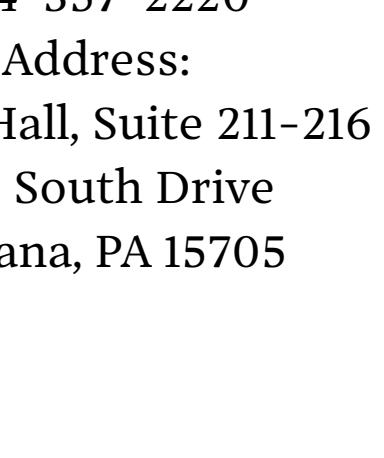 Address:
Hall, Suite 211-216
South Drive
ana, PA 15705